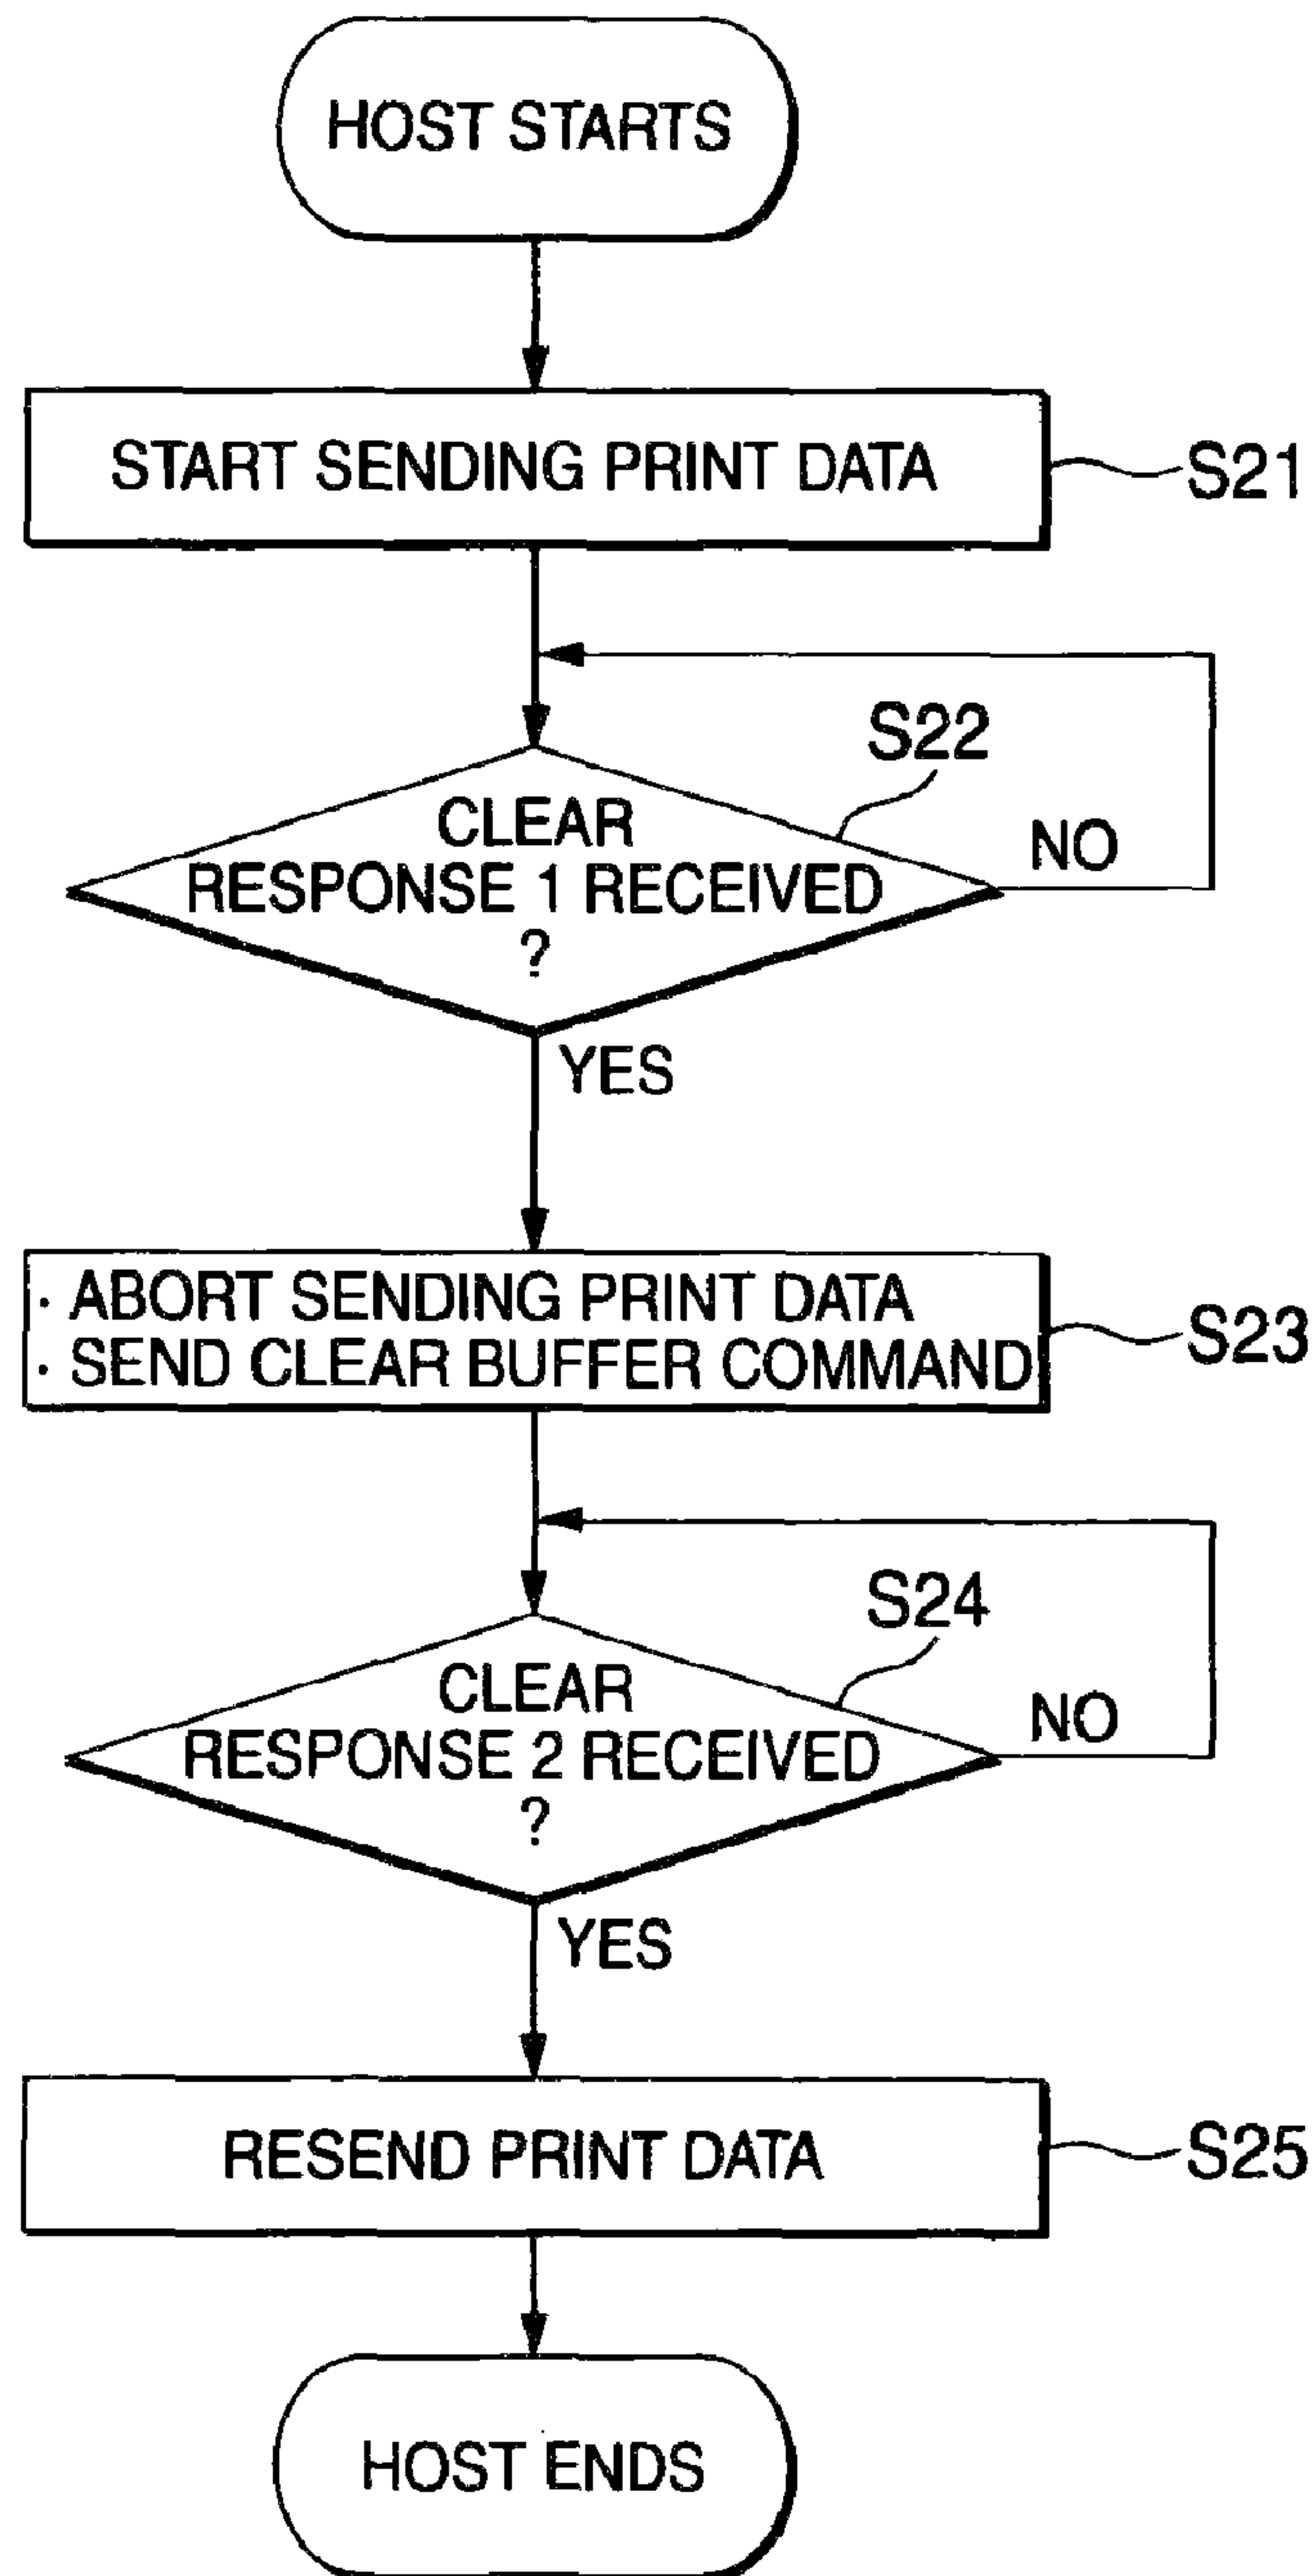 HOST STARTS
START SENDING PRINT DATA
S21
S22
CLEAR
RESPONSE 1 RECEIVED
?
NO
YES
· ABORT SENDING PRINT DATA
· SEND CLEAR BUFFER COMMAND
S23
S24
CLEAR
RESPONSE 2 RECEIVED
?
NO
YES
RESEND PRINT DATA
S25
HOST ENDS